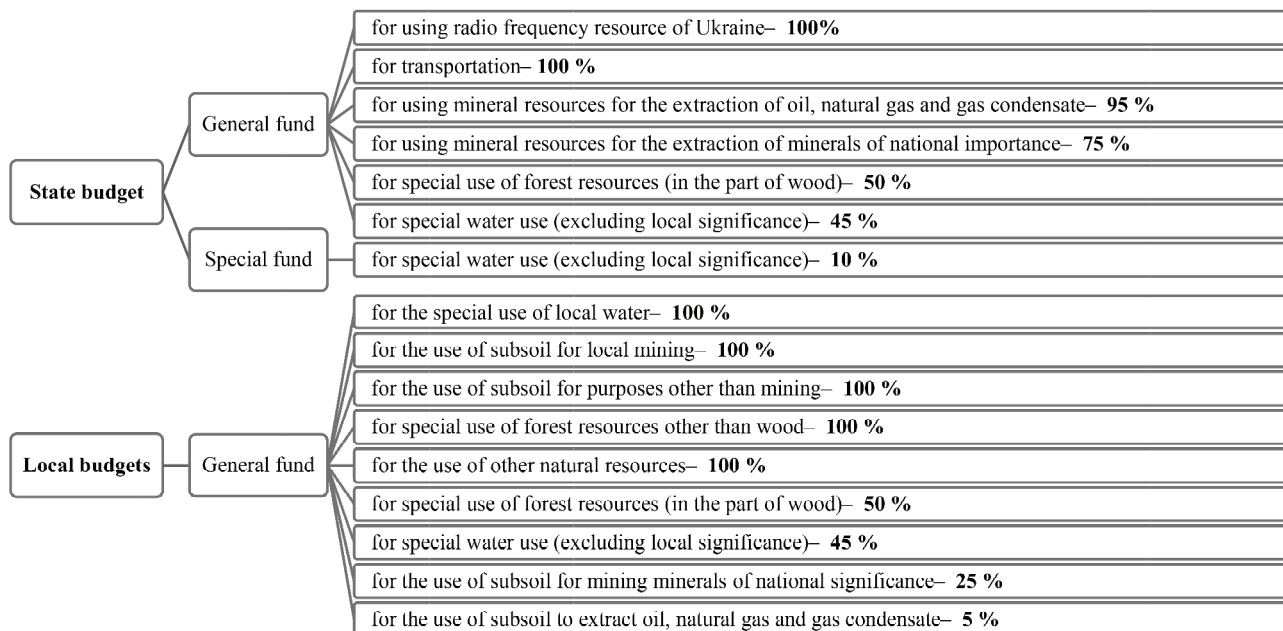 State budget
General fund
for using radio frequency resource of Ukraine– 100%
for transportation– 100 %
for using mineral resources for the extraction of oil, natural gas and gas condensate– 95 %
for using mineral resources for the extraction of minerals of national importance– 75 %
for special use of forest resources (in the part of wood)– 50 %
for special water use (excluding local significance)– 45 %
Special fund
for special water use (excluding local significance)– 10 %
Local budgets
General fund
for the special use of local water– 100 %
for the use of subsoil for local mining– 100 %
for the use of subsoil for purposes other than mining– 100 %
for special use of forest resources other than wood– 100 %
for the use of other natural resources– 100 %
for special use of forest resources (in the part of wood)– 50 %
for special water use (excluding local significance)– 45 %
for the use of subsoil for mining minerals of national significance– 25 %
for the use of subsoil to extract oil, natural gas and gas condensate– 5 %